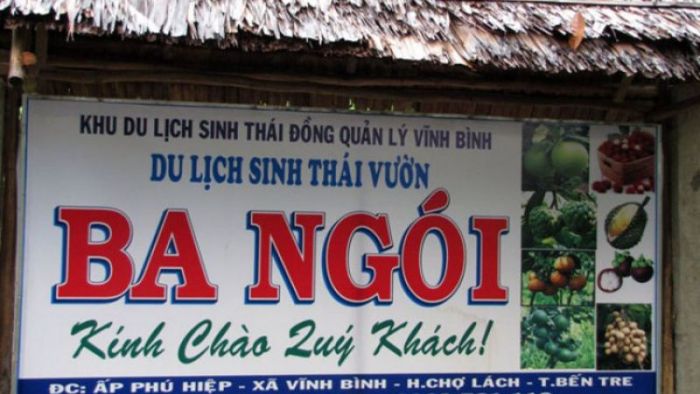 KHU DU LỊCH SINH THÁI ĐỒNG QUẢN LÝ VĨNH BÌNH
DU LỊCH SINH THÁI VƯỜN
BA NGÓI
Kính Chào Quý Khách!
ĐC: ẤP PHÚ HIỆP - XÃ VĨNH BÌNH - H.CHỢ LÁCH - T.BẾN TRE